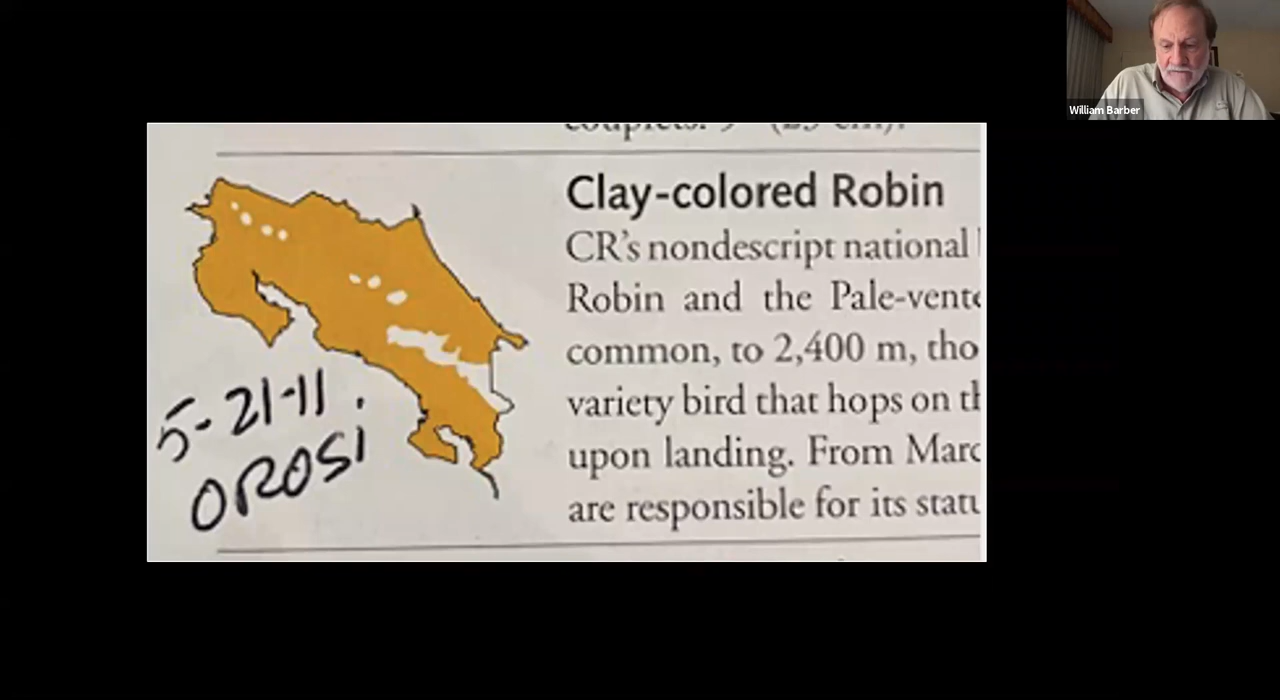 William Barber
Clay-colored Robin
CR's nondescript national
Robin and the Pale-vente
common, to 2,400 m, tho
variety bird that hops on th
upon landing. From Marc
are responsible for its statu
5-21-11.
OROSi